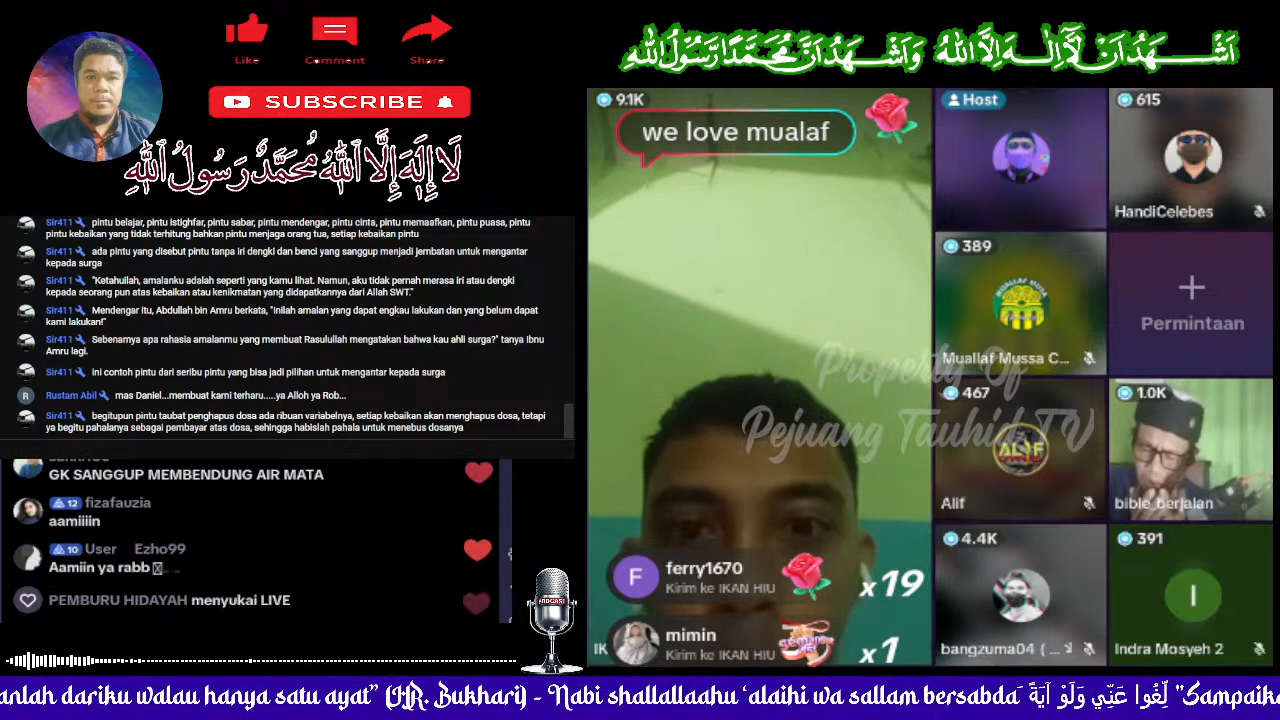 Like
Comment
Share
SUBSCRIBE
لَا إِلٰهَ إِلَّا ٱللّٰهُ مُحَمَّدٌ رَسُولُ ٱللّٰهِ
Sir411 pintu belajar, pintu istighfar, pintu sabar, pintu mendengar, pintu cinta, pintu memaafkan, pintu puasa, pintu
pintu kebaikan yang tidak terhitung bahkan pintu menjaga orang tua, setiap kebaikan pintu
Sir411 ada pintu yang disebut pintu tanpa iri dengki dan benci yang sanggup menjadi jembatan untuk mengantar
kepada surga
Sir411 "Ketahuilah, amalanku adalah seperti yang kamu lihat. Namun, aku tidak pernah merasa iri atau dengki
kepada seorang pun atas kebaikan atau kenikmatan yang didapatkannya dari Allah SWT."
Sir411 Mendengar itu, Abdullah bin Amru berkata, "Inilah amalan yang dapat engkau lakukan dan yang belum dapat
kami lakukan!"
Sir411 Sebenarnya apa rahasia amalanmu yang membuat Rasulullah mengatakan bahwa kau ahli surga?" tanya Ibnu
Amru lagi.
Sir411 ini contoh pintu dari seribu pintu yang bisa jadi pilihan untuk mengantar kepada surga
R Rustam Abil mas Daniel...membuat kami terharu.....ya Alloh ya Rob...
Sir411 begitupun pintu taubat penghapus dosa ada ribuan variabelnya, setiap kebaikan akan menghapus dosa, tetapi
ya begitu pahalanya sebagai pembayar atas dosa, sehingga habislah pahala untuk menebus dosanya
GK SANGGUP MEMBENDUNG AIR MATA
12 fizafauzia
aamiiiin
10 User Ezho99
Aamiin ya rabb
PEMBURU HIDAYAH menyukai LIVE
PODCAST
اَشْهَدُ اَنْ لَآ اِلٰهَ اِلَّا اللهُ وَاَشْهَدُ اَنَّ مُحَمَّدًا رَّسُوْلُ اللهِ
9.1K
we love mualaf
Property Of
Pejuang Tauhid TV
F ferry1670
Kirim ke IKAN HIU
x19
mimin
Kirim ke IKAN HIU
x1
IK
Host
615
HandiCelebes
389
MUALLAF MUSA
Muallaf Mussa C...
+
Permintaan
467
ALIF
Alif
1.0K
bible_berjalan
4.4K
bangzuma04 ( ... لا
391
I
Indra Mosyeh 2
anlah dariku walau hanya satu ayat" (HR. Bukhari) - Nabi shallallaahu 'alaihi wa sallam bersabda لِّغُوا عَنِّي وَلَوْ آيَةً "Sampaika